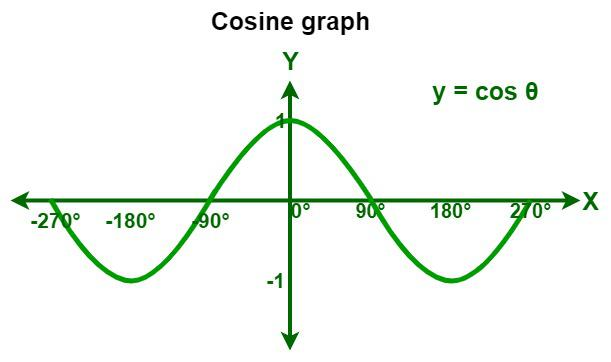 Cosine graph
Y
y = cos θ
1
X
-270° -180° -90° 0° 90° 180° 270°
-1